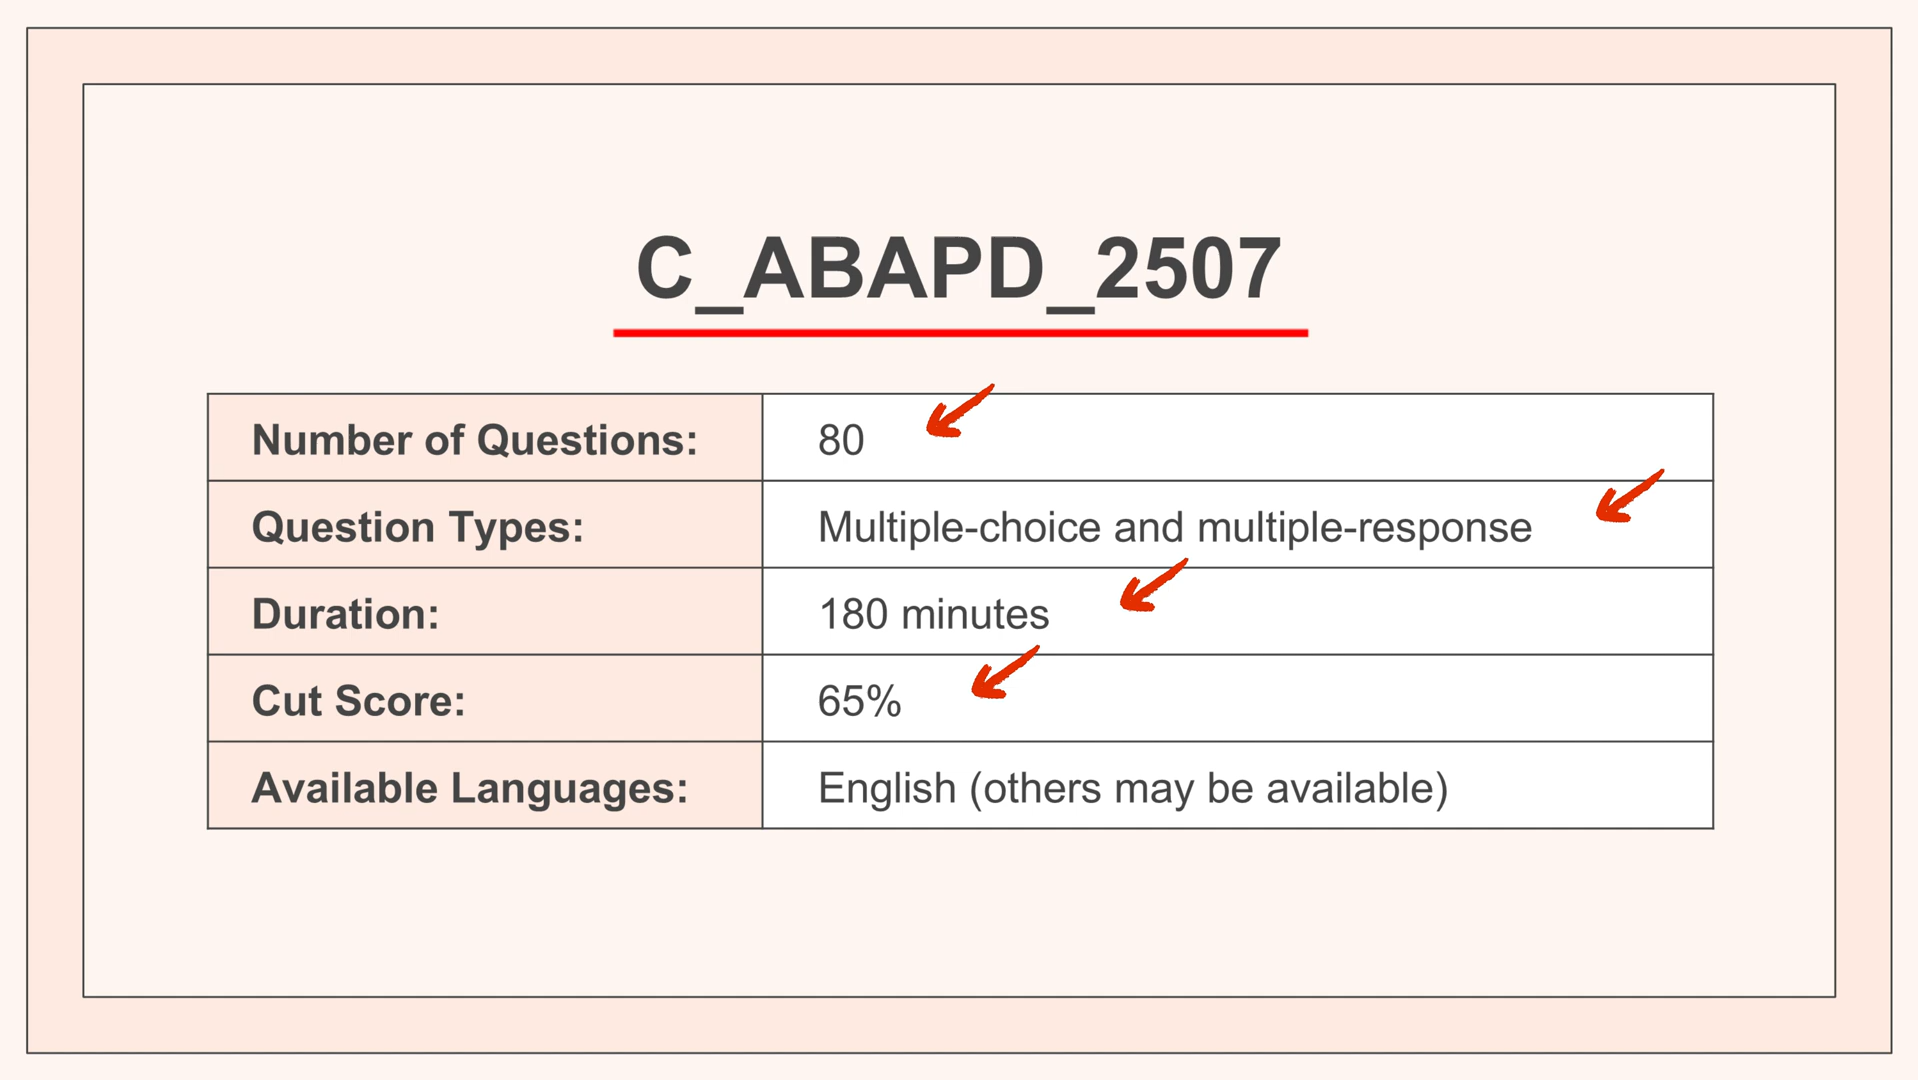 C_ABAPD_2507
Number of Questions: 80
Question Types: Multiple-choice and multiple-response
Duration: 180 minutes
Cut Score: 65%
Available Languages: English (others may be available)